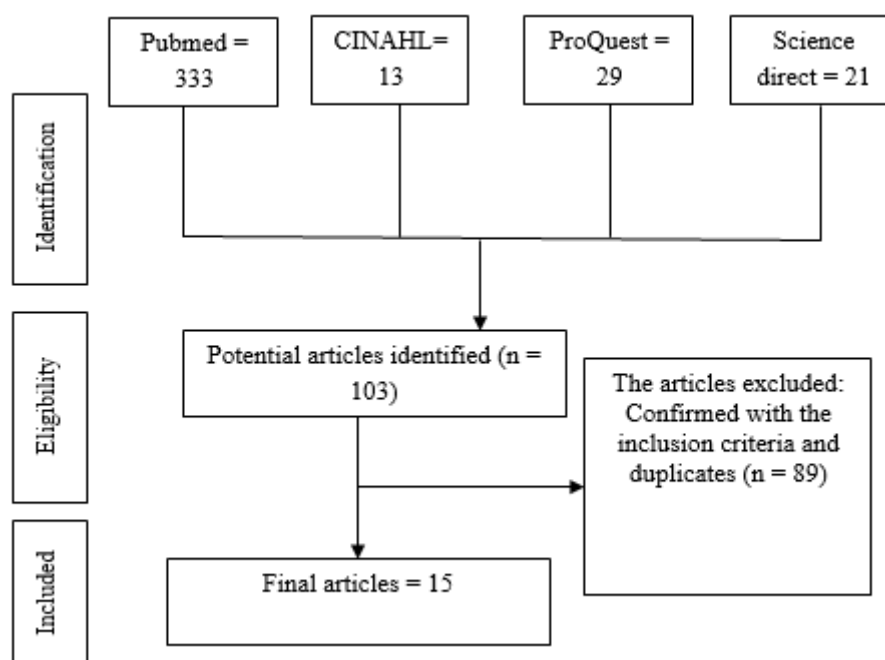 Pubmed =
333
CINAHL=
13
ProQuest =
29
Science
direct = 21
Identification
Potential articles identified (n =
103)
The articles excluded:
Confirmed with the
inclusion criteria and
duplicates (n = 89)
Eligibility
Final articles = 15
Included